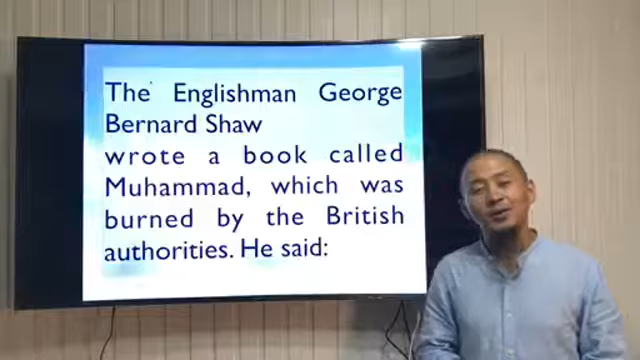 The Englishman George
Bernard Shaw
wrote a book called
Muhammad, which was
burned by the British
authorities. He said: